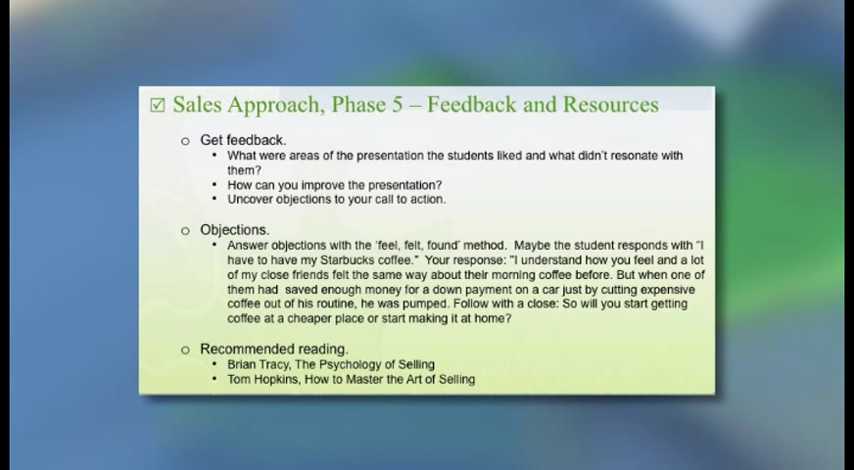 ☑ Sales Approach, Phase 5 – Feedback and Resources
o Get feedback.
• What were areas of the presentation the students liked and what didn't resonate with
them?
• How can you improve the presentation?
• Uncover objections to your call to action.
o Objections.
• Answer objections with the 'feel, felt, found' method. Maybe the student responds with "I
have to have my Starbucks coffee." Your response: "I understand how you feel and a lot
of my close friends felt the same way about their morning coffee before. But when one of
them had saved enough money for a down payment on a car just by cutting expensive
coffee out of his routine, he was pumped. Follow with a close: So will you start getting
coffee at a cheaper place or start making it at home?
o Recommended reading.
• Brian Tracy, The Psychology of Selling
• Tom Hopkins, How to Master the Art of Selling